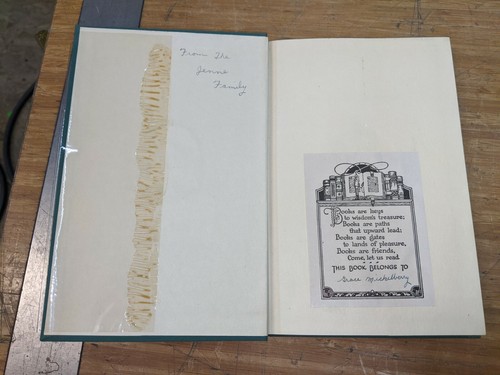 From The
Family
Books are keys
to wisdom's treasure;
Books are paths
that upward lead;
Books are gates
to lands of pleasure,
Books are friends,
Come, let us read
THIS BOOK BELONGS TO
Grace